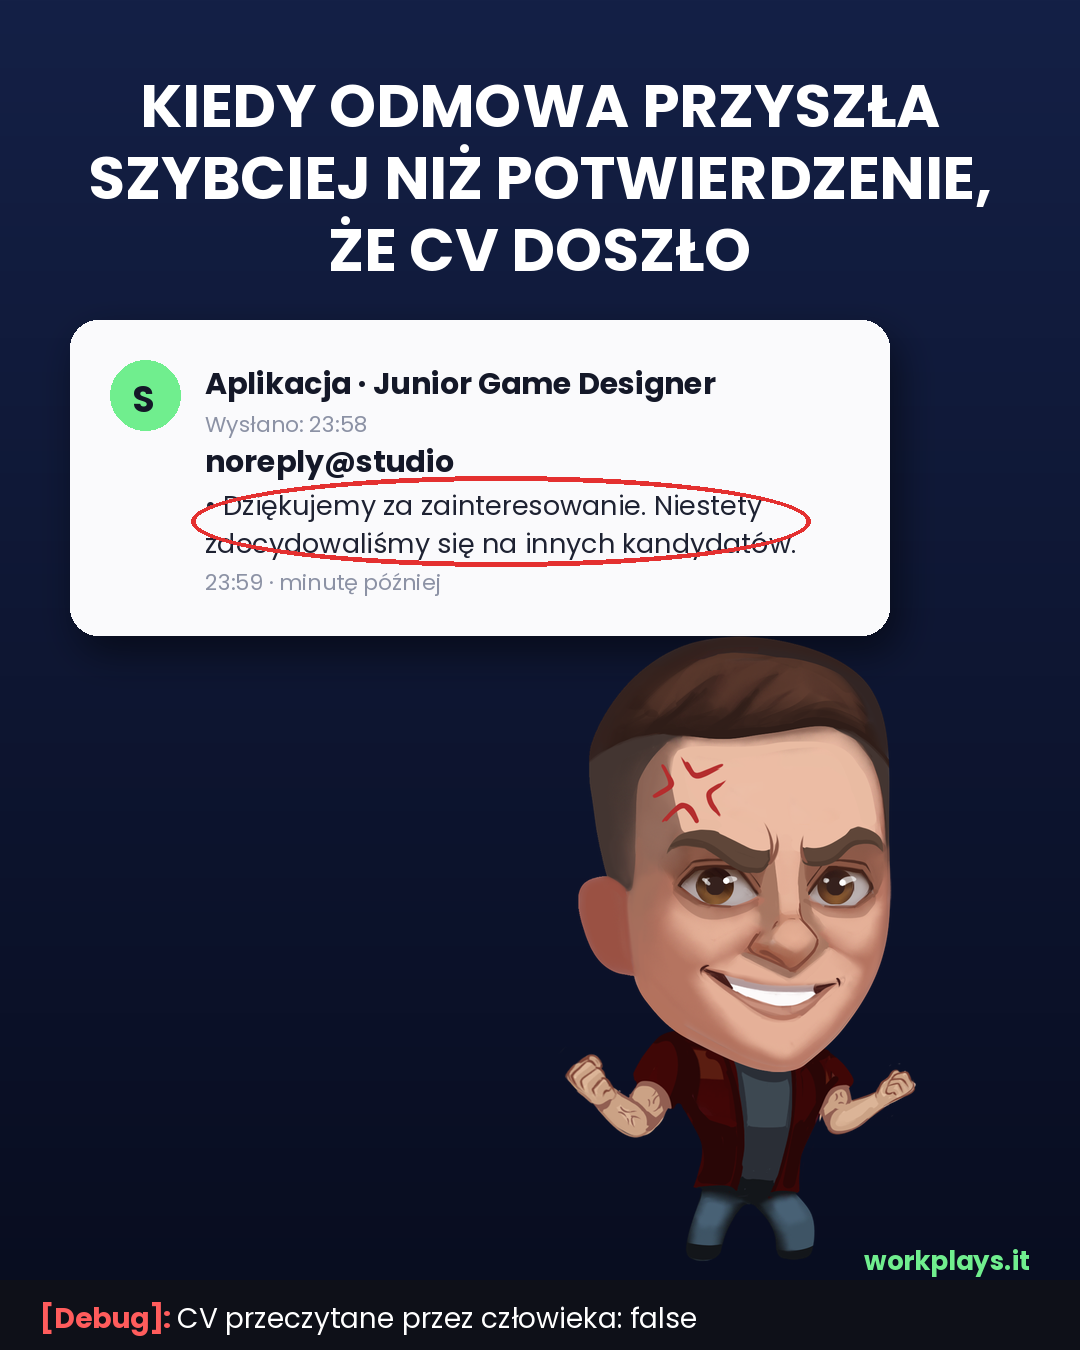 KIEDY ODMOWA PRZYSZŁA
SZYBCIEJ NIŻ POTWIERDZENIE,
ŻE CV DOSZŁO
S
Aplikacja · Junior Game Designer
Wysłano: 23:58
noreply@studio
• Dziękujemy za zainteresowanie. Niestety
zdecydowaliśmy się na innych kandydatów.
23:59 · minutę później
workplays.it
[Debug]: CV przeczytane przez człowieka: false